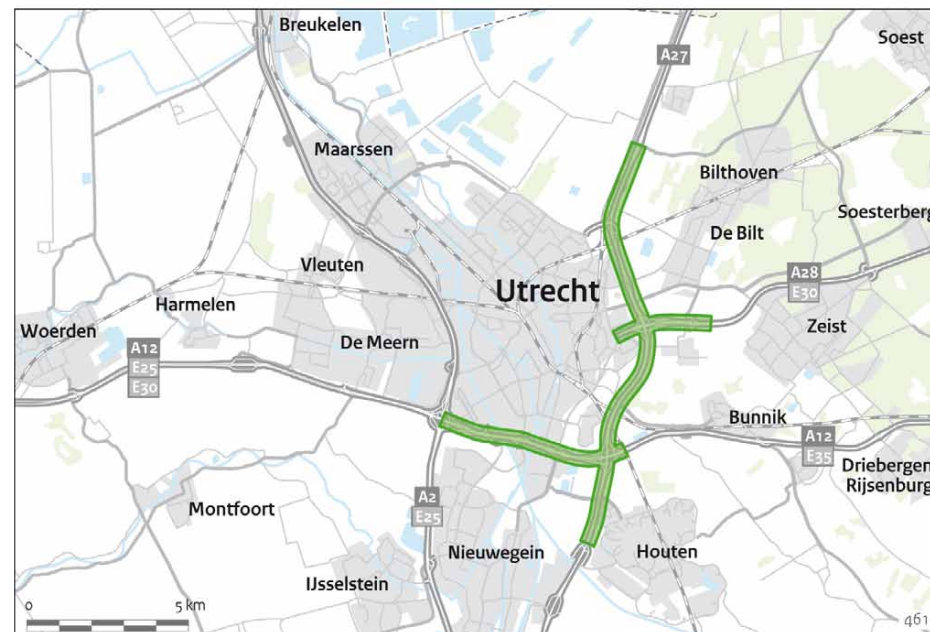 Breukelen
Soest
A27
Maarssen
Bilthoven
Soesterberg
De Bilt
Vleuten
A28
E30
Utrecht
Harmelen
Woerden
Zeist
De Meern
A12
E25
E30
Bunnik
A12
E35
Driebergen
Rijsenburg
A2
E25
Montfoort
Nieuwegein
Houten
IJsselstein
0 5 km
461